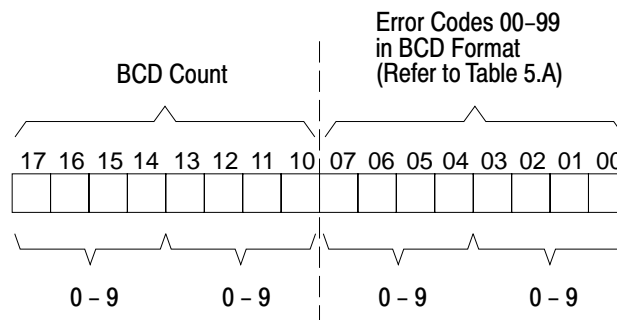 Error Codes 00–99
in BCD Format
(Refer to Table 5.A)
BCD Count
17 16 15 14 13 12 11 10 07 06 05 04 03 02 01 00
0 – 9 0 – 9 0 – 9 0 – 9